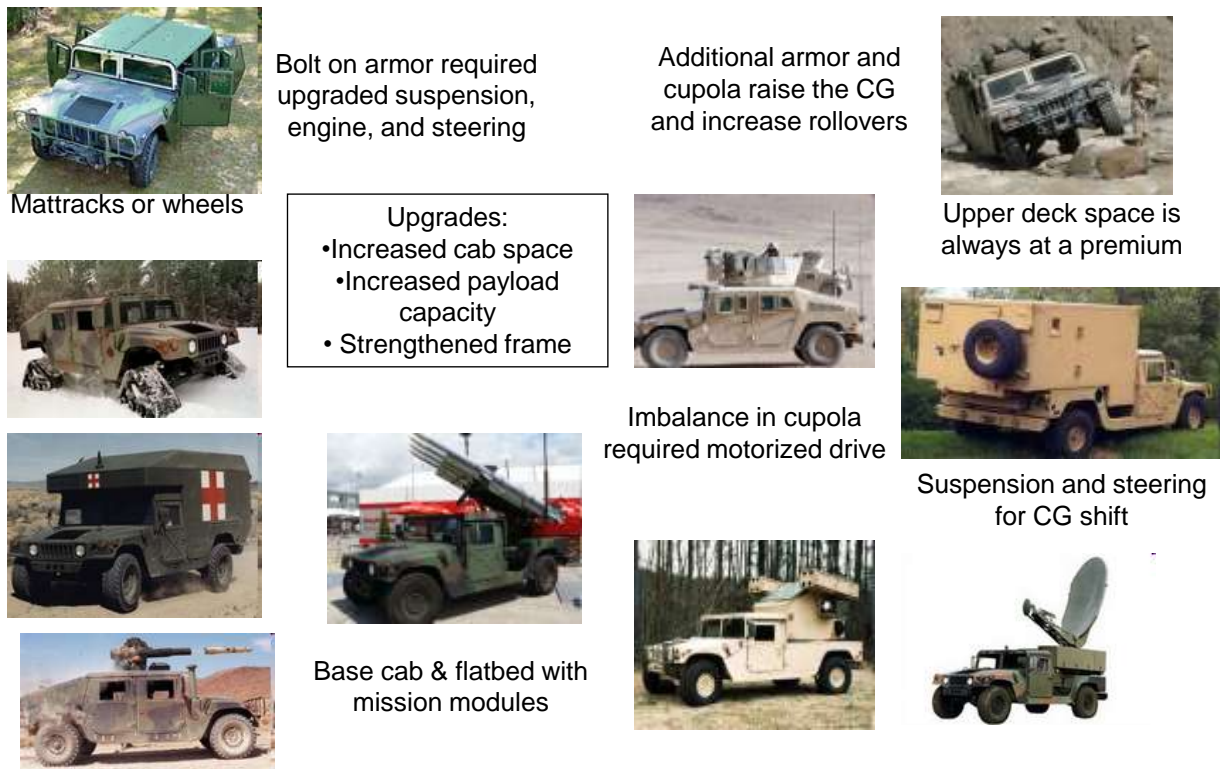 Bolt on armor required
upgraded suspension,
engine, and steering
Additional armor and
cupola raise the CG
and increase rollovers
Mattracks or wheels
Upgrades:
•Increased cab space
•Increased payload
capacity
• Strengthened frame
Upper deck space is
always at a premium
Imbalance in cupola
required motorized drive
Suspension and steering
for CG shift
Base cab & flatbed with
mission modules